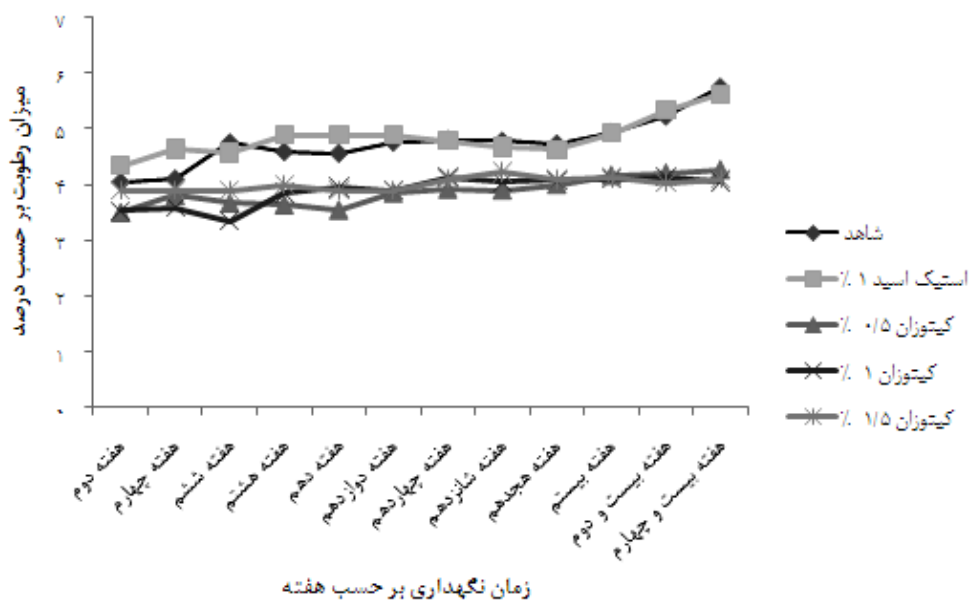 میزان رطوبت بر حسب درصد
۷
۶
۵
۴
۳
۲
۱
۰
هفته دوم
هفته چهارم
هفته ششم
هفته هشتم
هفته دهم
هفته دوازدهم
هفته چهاردهم
هفته شانزدهم
هفته هجدهم
هفته بیستم
هفته بیست و دوم
هفته بیست و چهارم
زمان نگهداری بر حسب هفته
شاهد
استیک اسید ۱ ٪
کیتوزان ۰/۵ ٪
کیتوزان ۱ ٪
کیتوزان ۱/۵ ٪